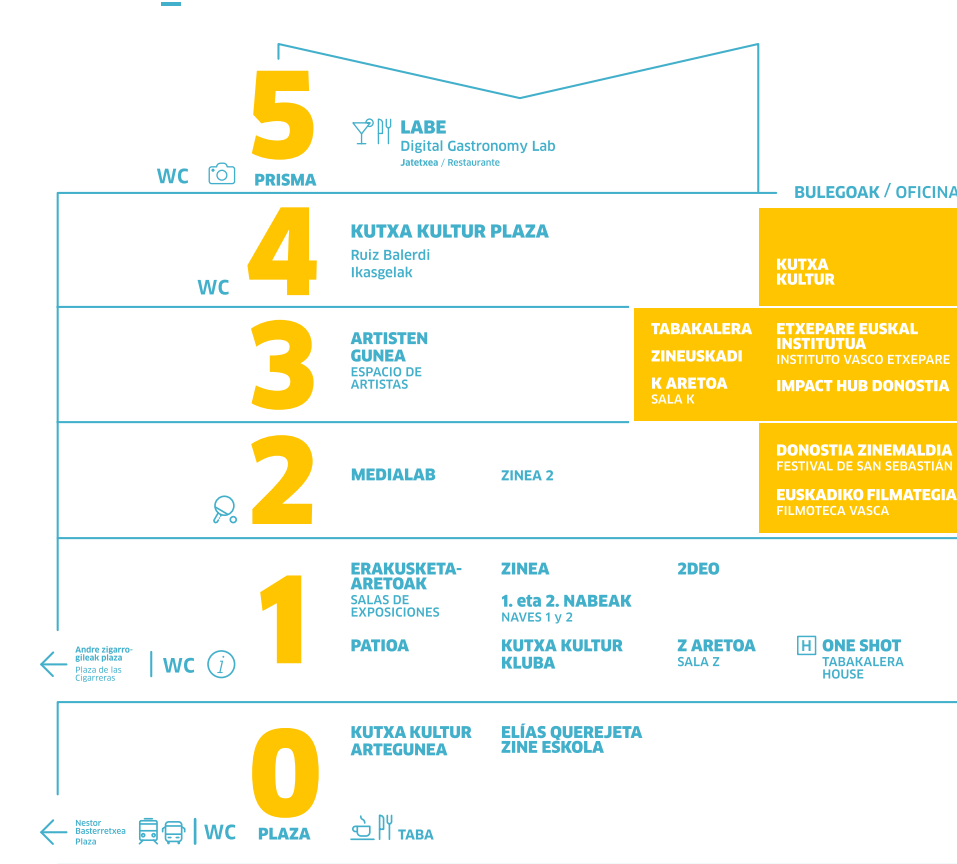 5
LABE
Digital Gastronomy Lab
Jatetxea / Restaurante
WC
PRISMA
BULEGOAK / OFICINA
4
KUTXA KULTUR PLAZA
Ruiz Balerdi
Ikasgelak
WC
KUTXA
KULTUR
3
ARTISTEN
GUNEA
ESPACIO DE
ARTISTAS
TABAKALERA
ZINEUSKADI
K ARETOA
SALA K
ETXEPARE EUSKAL
INSTITUTUA
INSTITUTO VASCO ETXEPARE
IMPACT HUB DONOSTIA
2
MEDIALAB
ZINEA 2
DONOSTIA ZINEMALDIA
FESTIVAL DE SAN SEBASTIÁN
EUSKADIKO FILMATEGIA
FILMOTECA VASCA
1
ERAKUSKETA-
ARETOAK
SALAS DE
EXPOSICIONES
ZINEA
2DEO
1. eta 2. NABEAK
NAVES 1 y 2
PATIOA
KUTXA KULTUR
KLUBA
Z ARETOA
SALA Z
H
ONE SHOT
TABAKALERA
HOUSE
Andre zigarro-
gileak plaza
Plaza de las
Cigarreras
WC
i
0
KUTXA KULTUR
ARTEGUNEA
ELÍAS QUEREJETA
ZINE ESKOLA
Nestor
Basterretxea
Plaza
WC
PLAZA
TABA